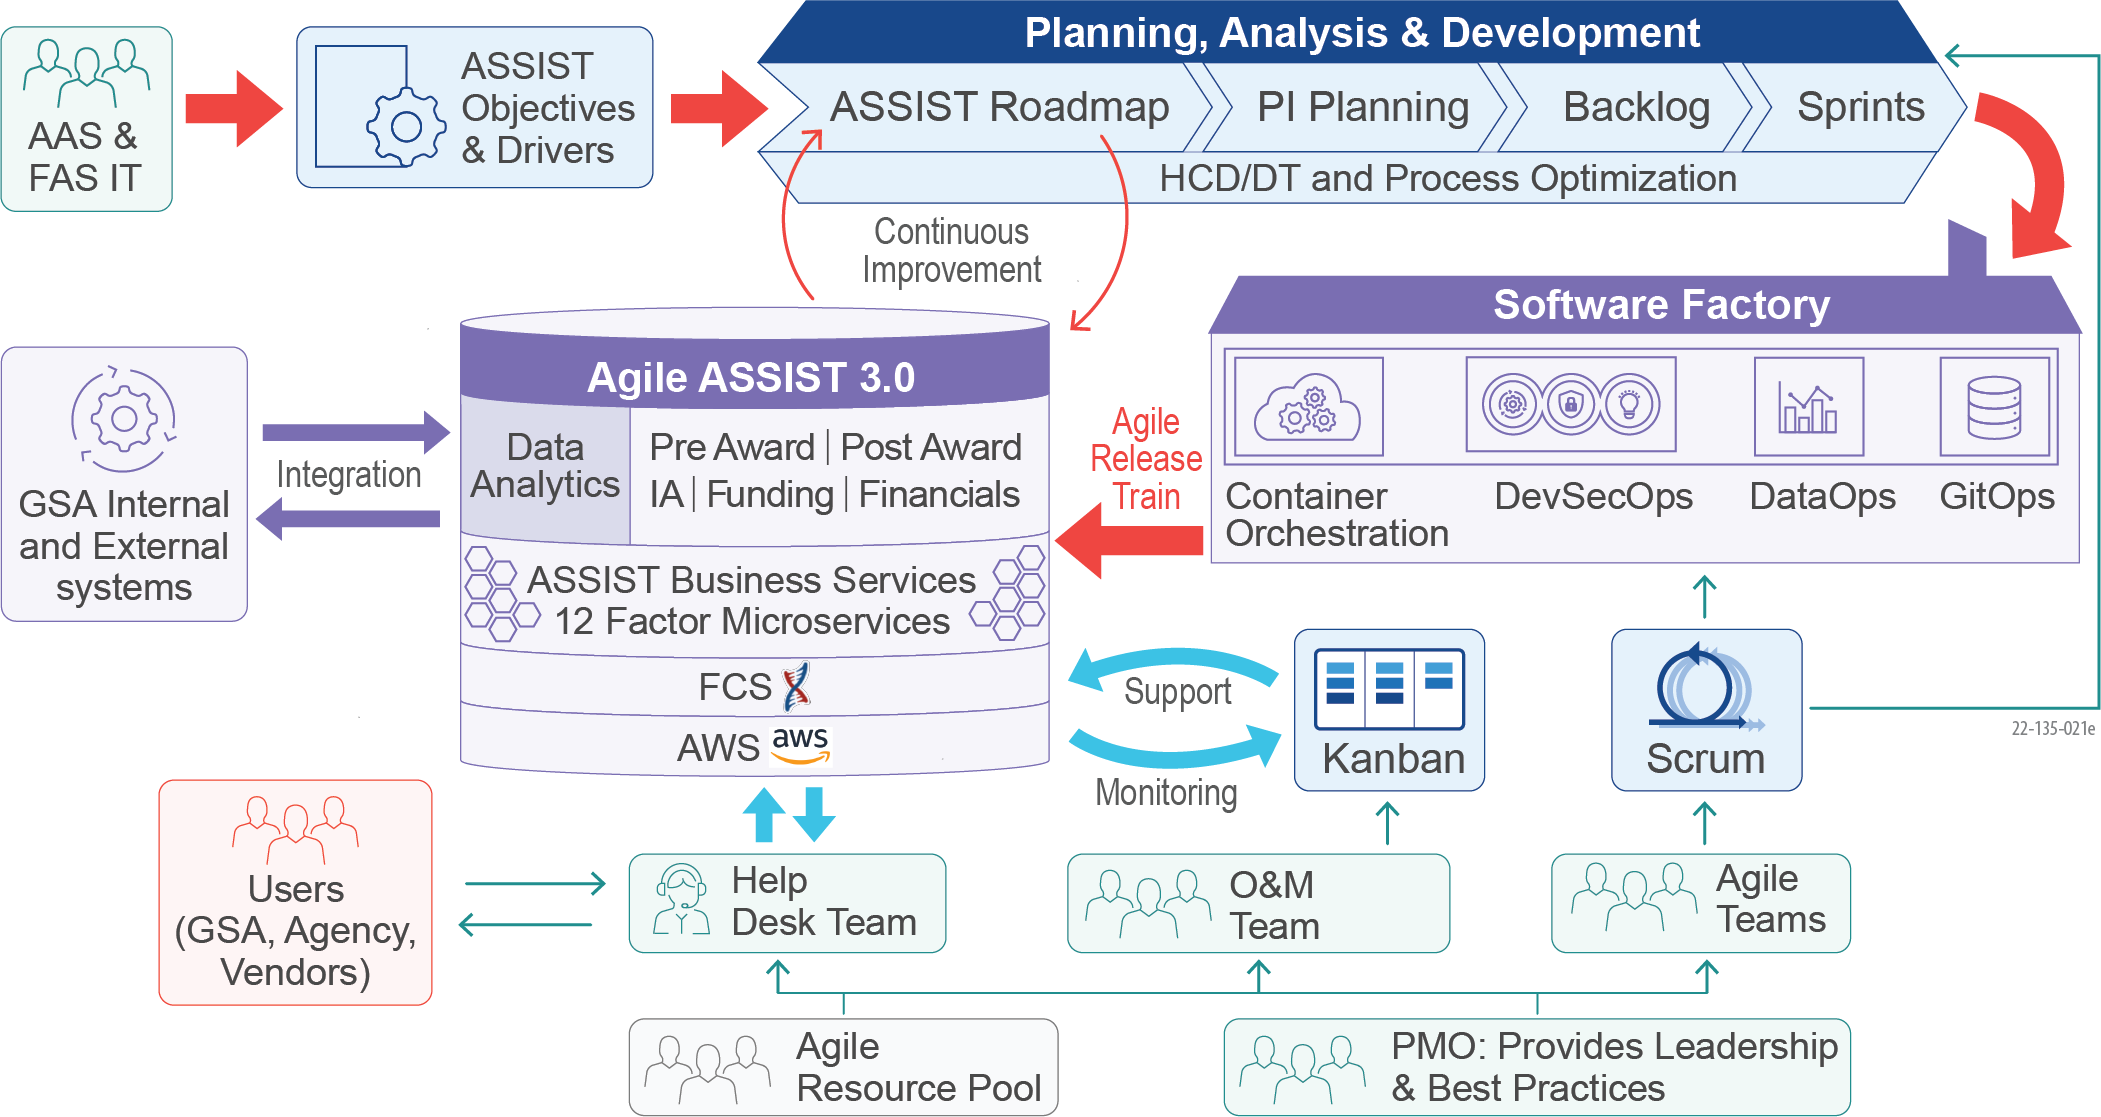 Planning, Analysis & Development
AAS &
FAS IT
ASSIST
Objectives
& Drivers
ASSIST Roadmap
PI Planning
Backlog
Sprints
HCD/DT and Process Optimization
Continuous
Improvement
Software Factory
Agile ASSIST 3.0
Data
Analytics
Pre Award | Post Award
IA | Funding | Financials
Agile
Release
Train
Container
Orchestration
DevSecOps
DataOps
GitOps
Integration
GSA Internal
and External
systems
ASSIST Business Services
12 Factor Microservices
FCS
AWS aws
Support
Monitoring
Kanban
Scrum
22-135-021e
Users
(GSA, Agency,
Vendors)
Help
Desk Team
O&M
Team
Agile
Teams
Agile
Resource Pool
PMO: Provides Leadership
& Best Practices